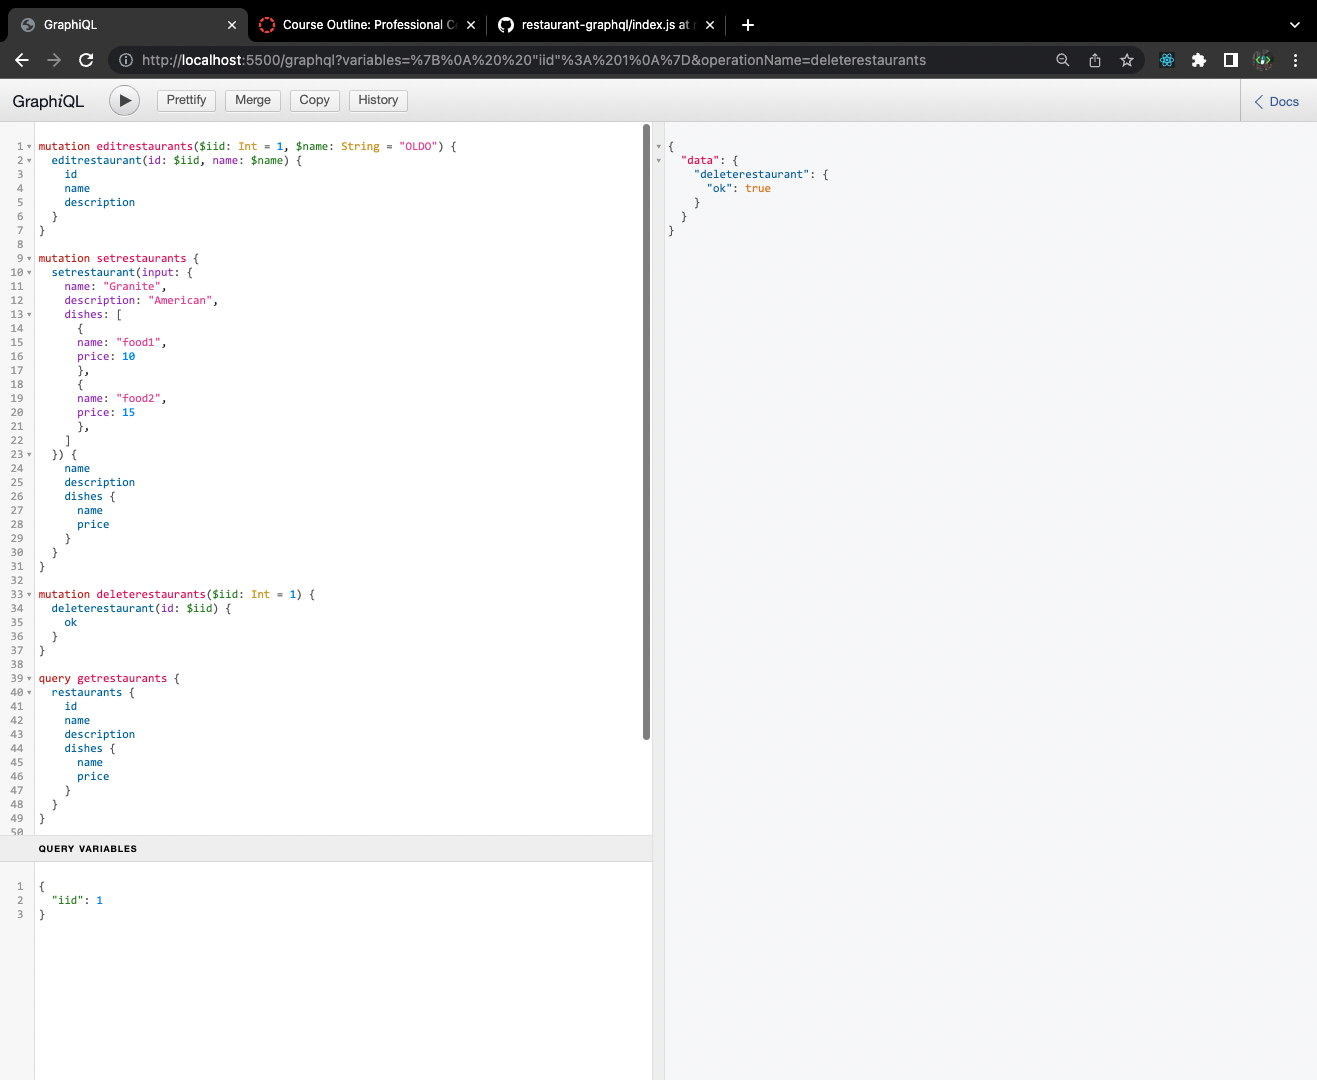 GraphiQL
Course Outline: Professional C
restaurant-graphql/index.js at
http://localhost:5500/graphql?variables=%7B%0A%20%20"iid"%3A%201%0A%7D&operationName=deleterestaurants
GraphiQL
Prettify
Merge
Copy
History
Docs
1 mutation editrestaurants($iid: Int = 1, $name: String = "OLDO") {
2 editrestaurant(id: $iid, name: $name) {
3 id
4 name
5 description
6 }
7 }
8
9 mutation setrestaurants {
10 setrestaurant(input: {
11 name: "Granite",
12 description: "American",
13 dishes: [
14 {
15 name: "food1",
16 price: 10
17 },
18 {
19 name: "food2",
20 price: 15
21 },
22 ]
23 }) {
24 name
25 description
26 dishes {
27 name
28 price
29 }
30 }
31 }
32
33 mutation deleterestaurants($iid: Int = 1) {
34 deleterestaurant(id: $iid) {
35 ok
36 }
37 }
38
39 query getrestaurants {
40 restaurants {
41 id
42 name
43 description
44 dishes {
45 name
46 price
47 }
48 }
49 }
50
QUERY VARIABLES
1 {
2 "iid": 1
3 }
{
"data": {
"deleterestaurant": {
"ok": true
}
}
}